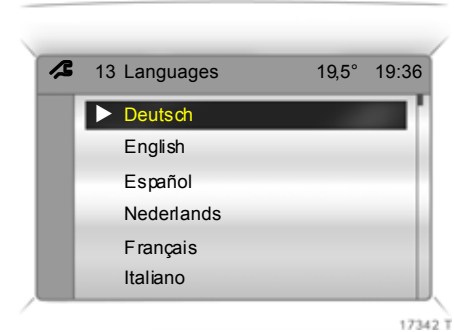 13 Languages 19,5° 19:36
Deutsch
English
Español
Nederlands
Français
Italiano
17342 T